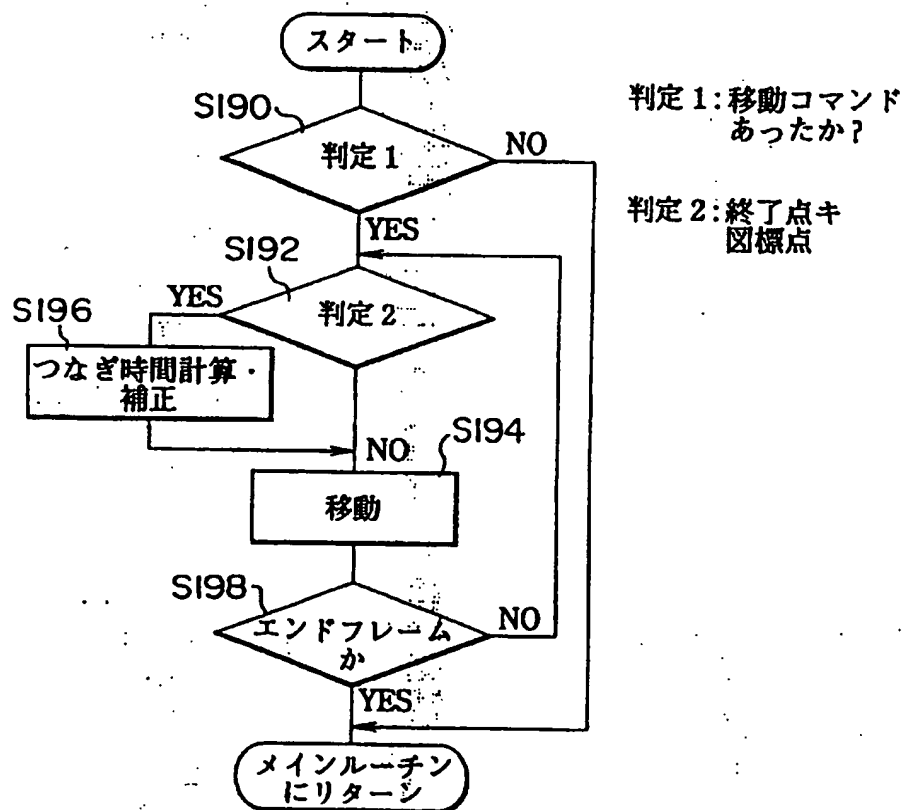 スタート
S190
判定1
NO
判定1:移動コマンド
あったか?
YES
判定2:終了点キ
図標点
S192
判定2
YES
S196
つなぎ時間計算・
補正
NO
S194
移動
S198
エンドフレーム
か
NO
YES
メインルーチン
にリターン